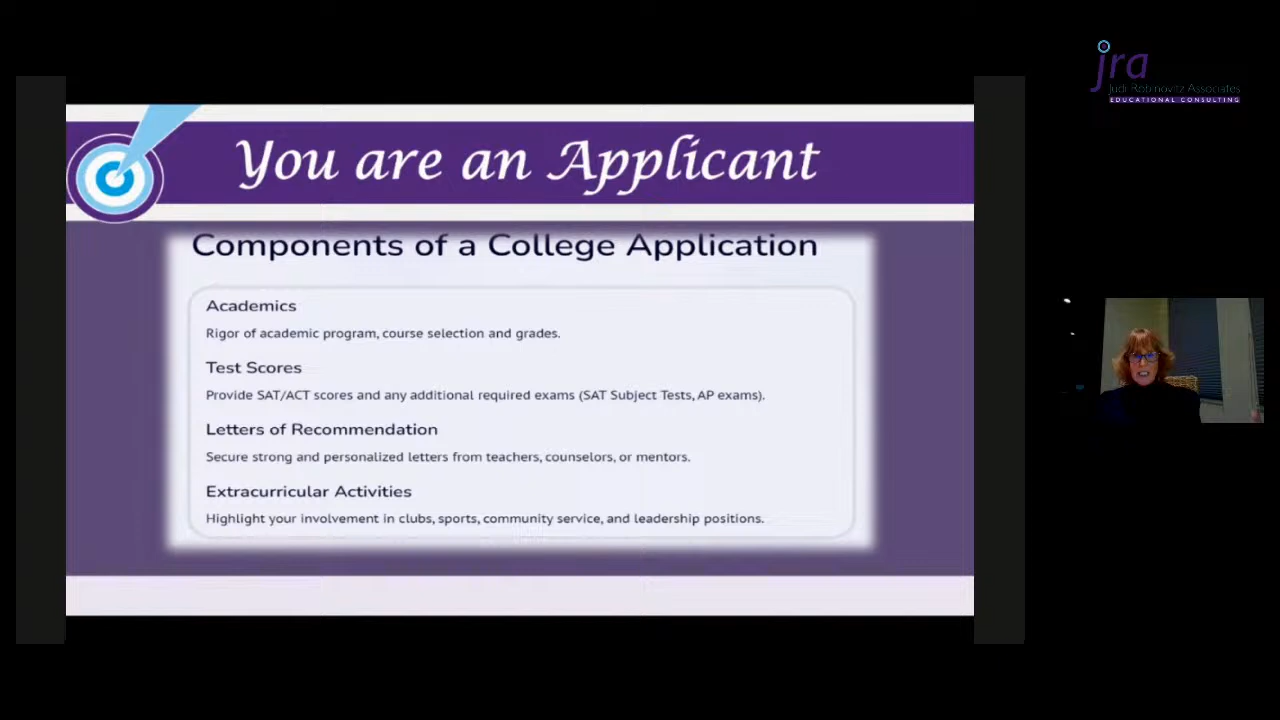 jra
Judi Robinovitz Associates
EDUCATIONAL CONSULTING
You are an Applicant
Components of a College Application
Academics
Rigor of academic program, course selection and grades.
Test Scores
Provide SAT/ACT scores and any additional required exams (SAT Subject Tests, AP exams).
Letters of Recommendation
Secure strong and personalized letters from teachers, counselors, or mentors.
Extracurricular Activities
Highlight your involvement in clubs, sports, community service, and leadership positions.